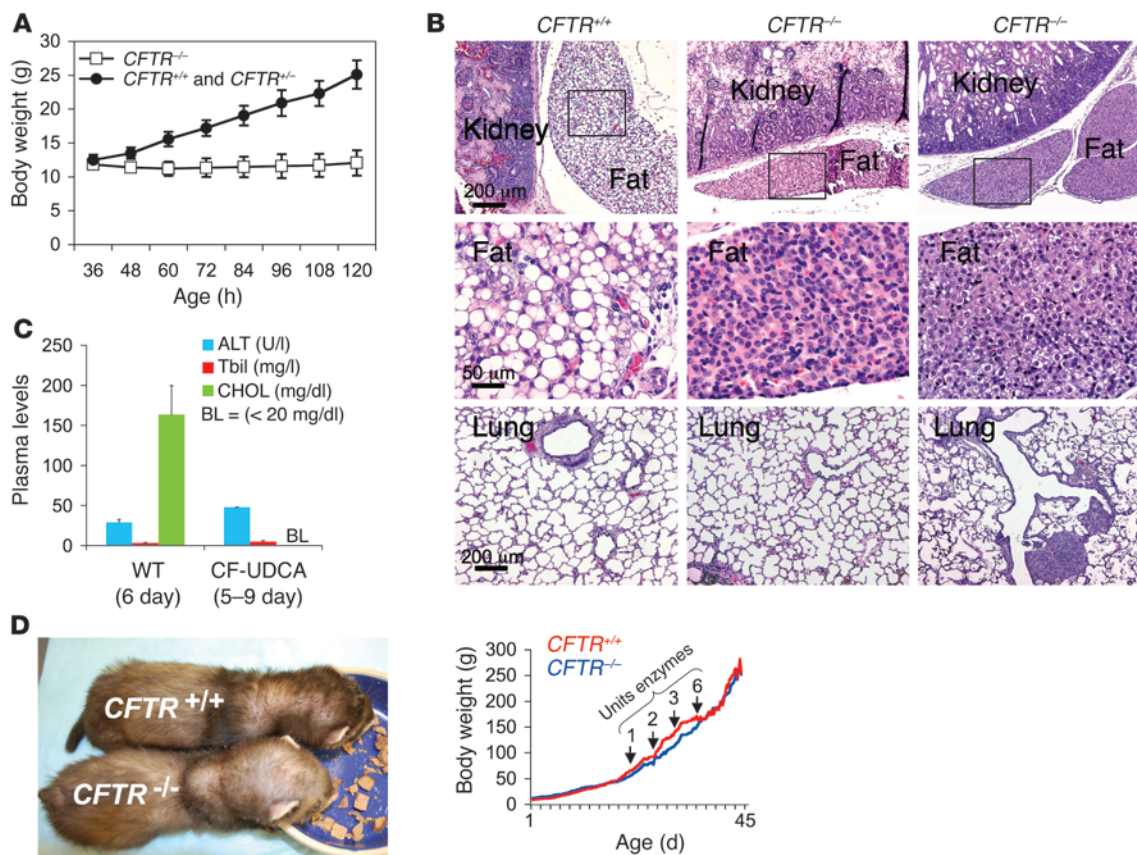 A
Body weight (g)
30
25
20
15
10
5
0
CFTR–/–
CFTR+/+ and CFTR+/–
36 48 60 72 84 96 108 120
Age (h)
B
CFTR+/+ CFTR–/– CFTR–/–
Kidney
Fat
200 µm
Kidney
Fat
Kidney
Fat
Fat
50 µm
Fat
Fat
Lung
200 µm
Lung
Lung
C
Plasma levels
250
200
150
100
50
0
ALT (U/l)
Tbil (mg/l)
CHOL (mg/dl)
BL = (< 20 mg/dl)
BL
WT
(6 day)
CF-UDCA
(5–9 day)
D
CFTR +/+
CFTR -/-
CFTR+/+
CFTR–/–
Units enzymes
1 2 3 6
Body weight (g)
300
250
200
150
100
50
0
1 45
Age (d)